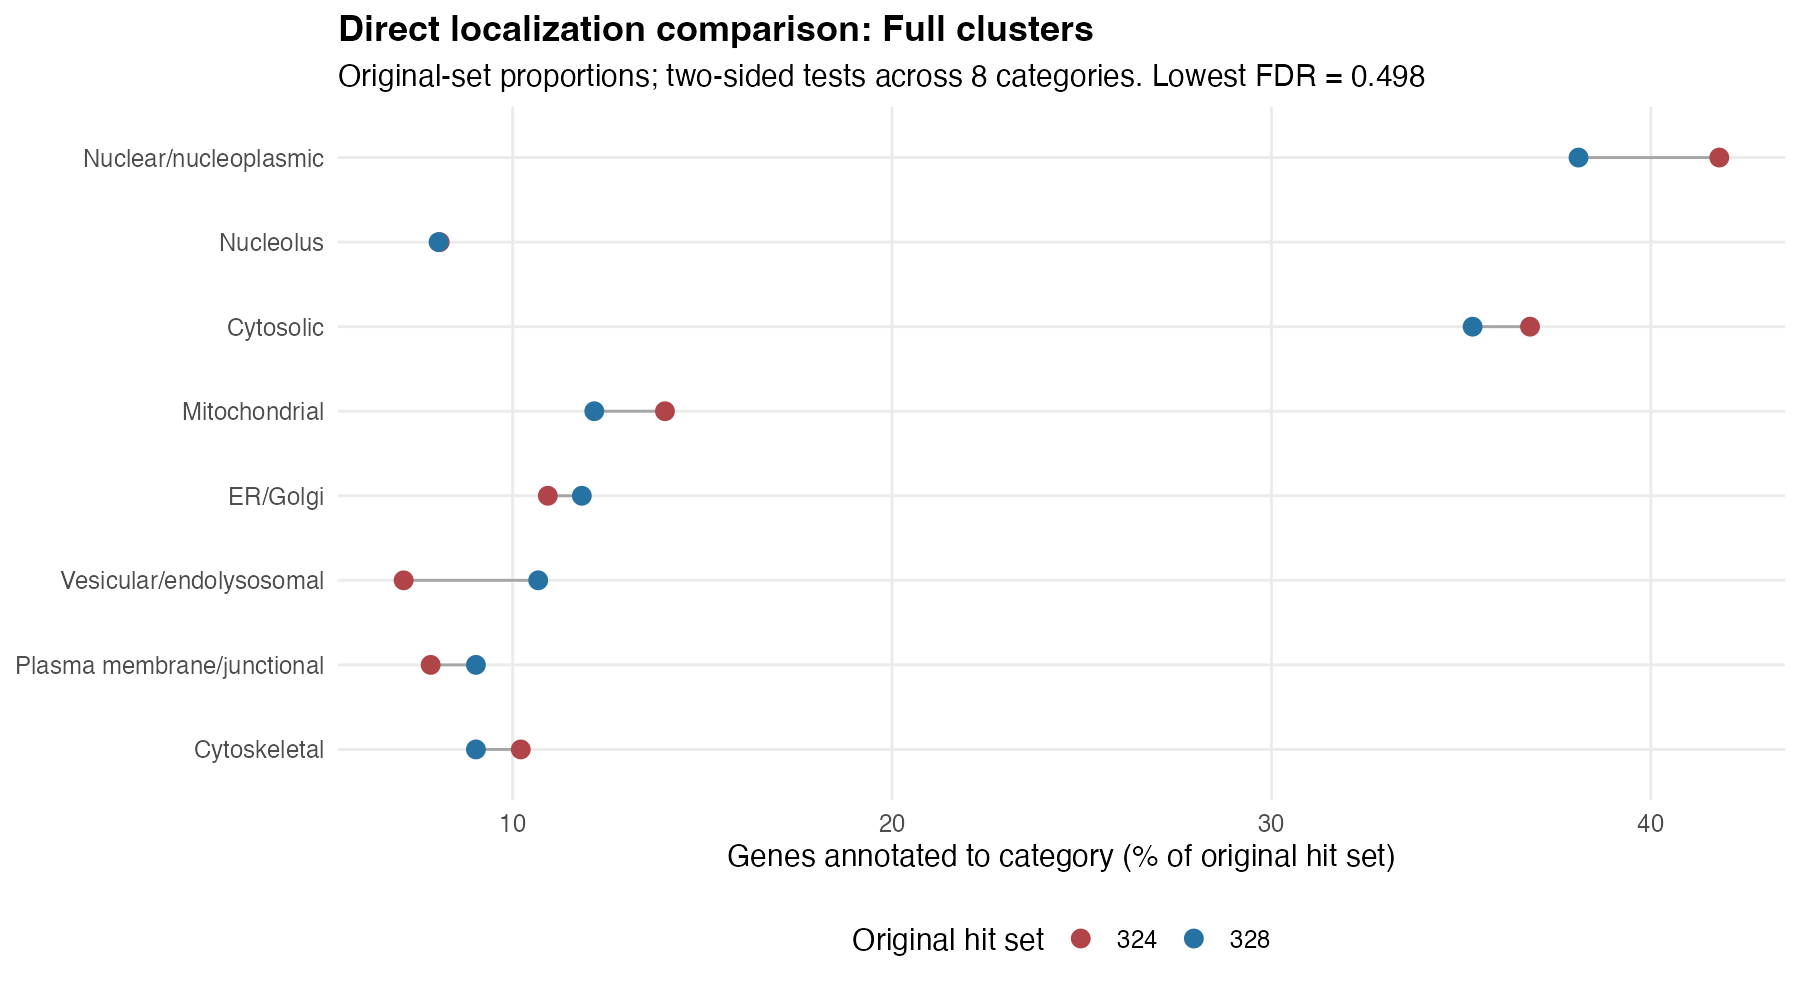 Direct localization comparison: Full clusters
Original-set proportions; two-sided tests across 8 categories. Lowest FDR = 0.498
Nuclear/nucleoplasmic
Nucleolus
Cytosolic
Mitochondrial
ER/Golgi
Vesicular/endolysosomal
Plasma membrane/junctional
Cytoskeletal
10 20 30 40
Genes annotated to category (% of original hit set)
Original hit set 324 328